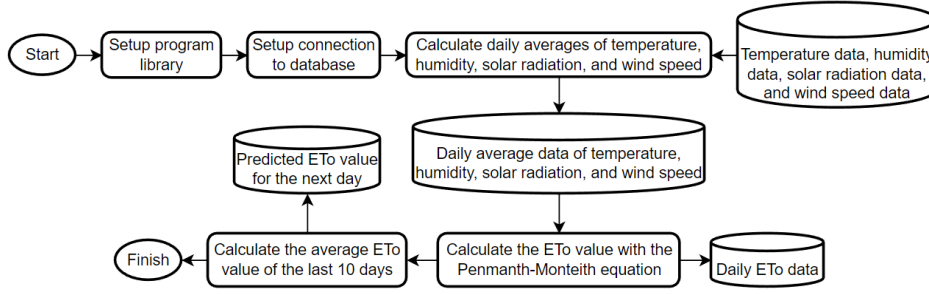 Start
Setup program
library
Setup connection
to database
Calculate daily averages of temperature,
humidity, solar radiation, and wind speed
Temperature data, humidity
data, solar radiation data,
and wind speed data
Predicted ETo value
for the next day
Daily average data of temperature,
humidity, solar radiation, and wind speed
Finish
Calculate the average ETo
value of the last 10 days
Calculate the ETo value with the
Penmanth-Monteith equation
Daily ETo data